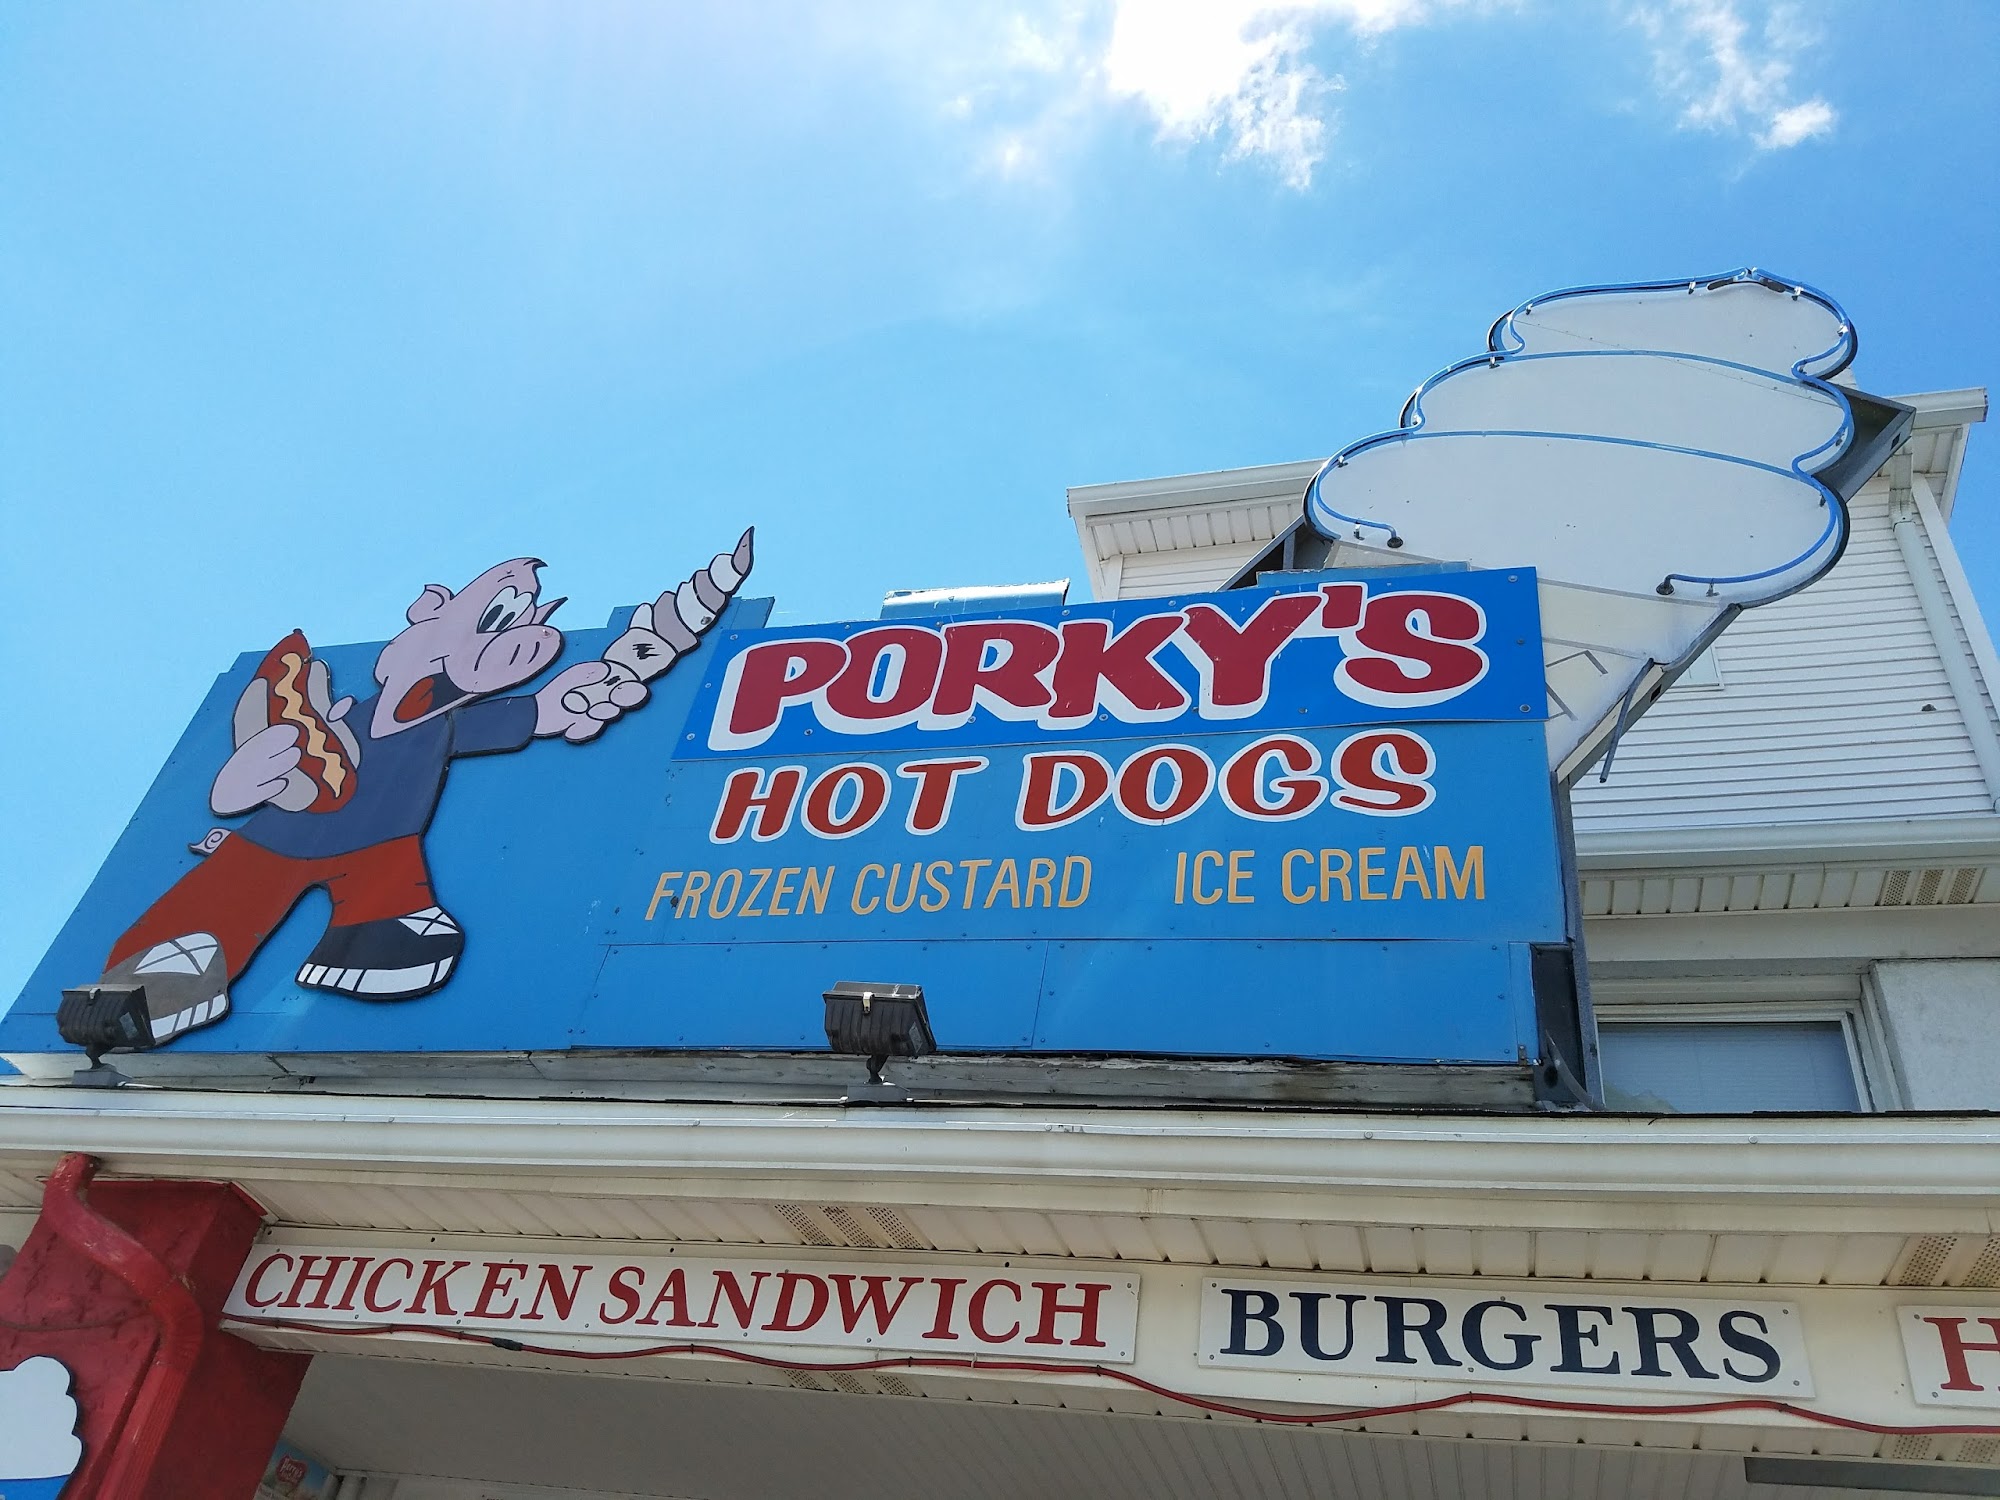 PORKY'S
HOT DOGS
FROZEN CUSTARD ICE CREAM
CHICKEN SANDWICH BURGERS